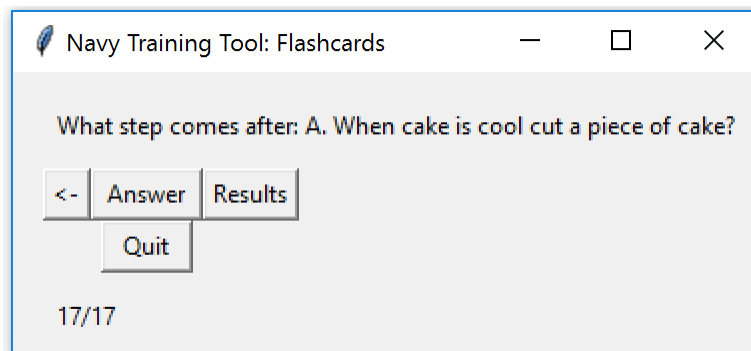 Navy Training Tool: Flashcards
What step comes after: A. When cake is cool cut a piece of cake?
<- Answer Results
Quit
17/17